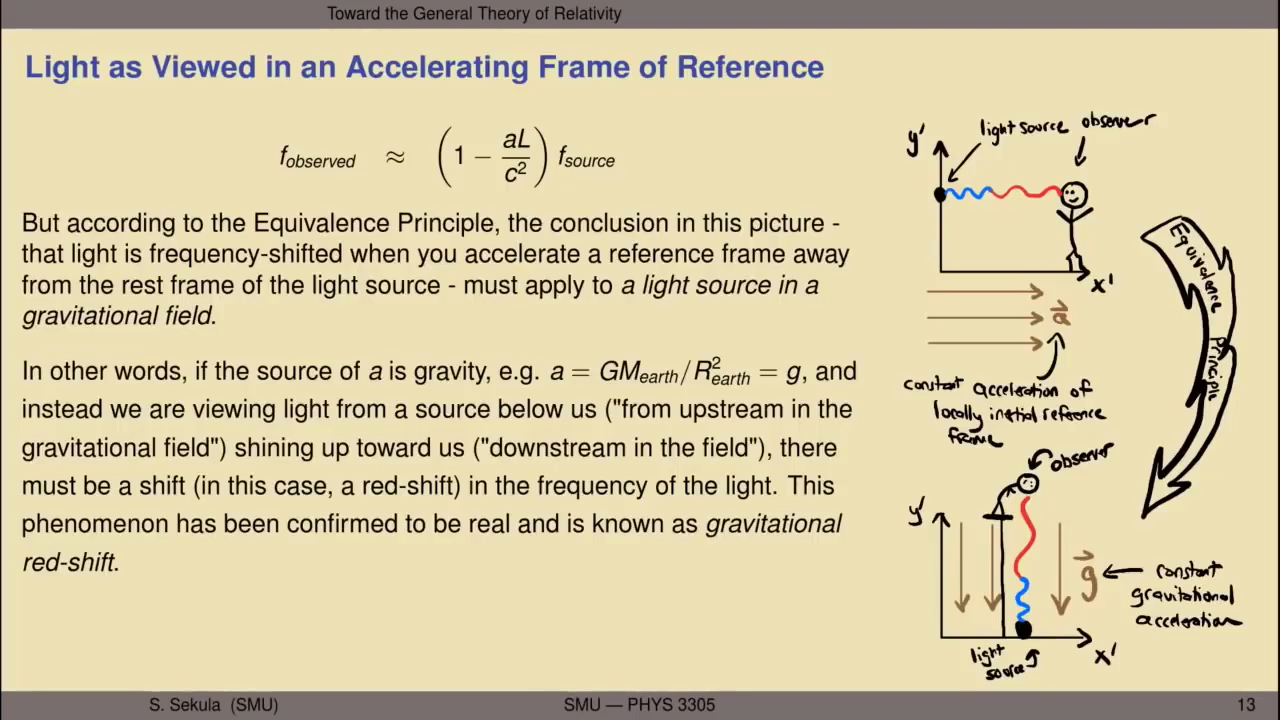 Toward the General Theory of Relativity
Light as Viewed in an Accelerating Frame of Reference
f_observed ≈ (1 − aL/c²) f_source
But according to the Equivalence Principle, the conclusion in this picture -
that light is frequency-shifted when you accelerate a reference frame away
from the rest frame of the light source - must apply to a light source in a
gravitational field.
In other words, if the source of a is gravity, e.g. a = GM_earth/R²_earth = g, and
instead we are viewing light from a source below us ("from upstream in the
gravitational field") shining up toward us ("downstream in the field"), there
must be a shift (in this case, a red-shift) in the frequency of the light. This
phenomenon has been confirmed to be real and is known as gravitational
red-shift.
light source observer
y'
x'
a⃗
constant acceleration of
locally inertial reference
frame
Equivalence
Principle
observer
y'
g⃗
constant
gravitational
acceleration
x'
light
source
S. Sekula (SMU)
SMU — PHYS 3305
13